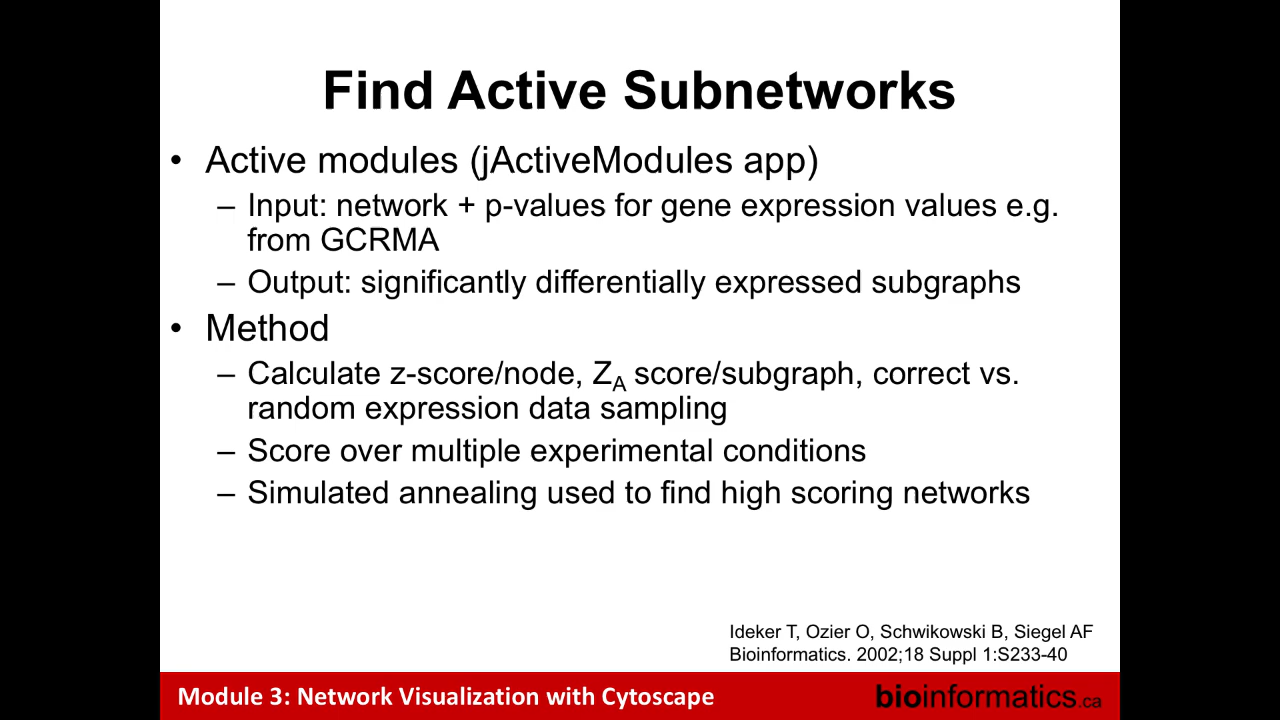 Find Active Subnetworks
• Active modules (jActiveModules app)
– Input: network + p-values for gene expression values e.g.
from GCRMA
– Output: significantly differentially expressed subgraphs
• Method
– Calculate z-score/node, ZA score/subgraph, correct vs.
random expression data sampling
– Score over multiple experimental conditions
– Simulated annealing used to find high scoring networks
Ideker T, Ozier O, Schwikowski B, Siegel AF
Bioinformatics. 2002;18 Suppl 1:S233-40
Module 3: Network Visualization with Cytoscape
bioinformatics.ca